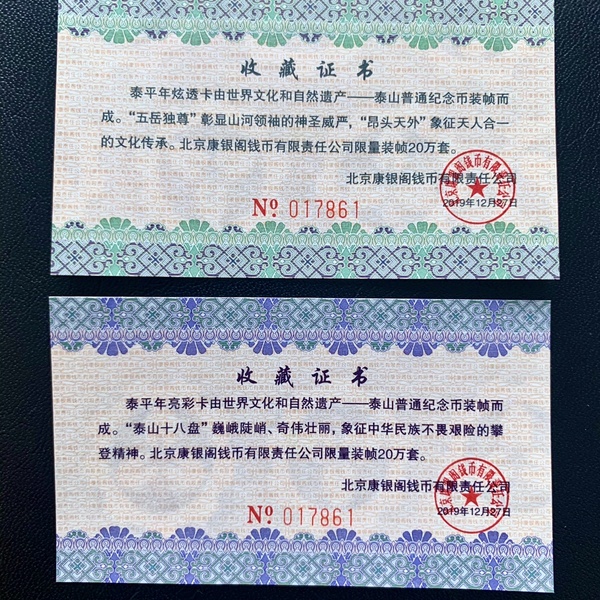 收藏证书
泰平年炫透卡由世界文化和自然遗产——泰山普通纪念币装帧而
成。“五岳独尊”彰显山河领袖的神圣威严，“昂头天外”象征天人合一
的文化传承。北京康银阁钱币有限责任公司限量装帧20万套。
北京康银阁钱币有限责任公司
2019年12月27日
Nº 017861
收藏证书
泰平年亮彩卡由世界文化和自然遗产——泰山普通纪念币装帧而
成。“泰山十八盘”巍峨陡峭、奇伟壮丽，象征中华民族不畏艰险的攀
登精神。北京康银阁钱币有限责任公司限量装帧20万套。
北京康银阁钱币有限责任公司
2019年12月27日
Nº 017861